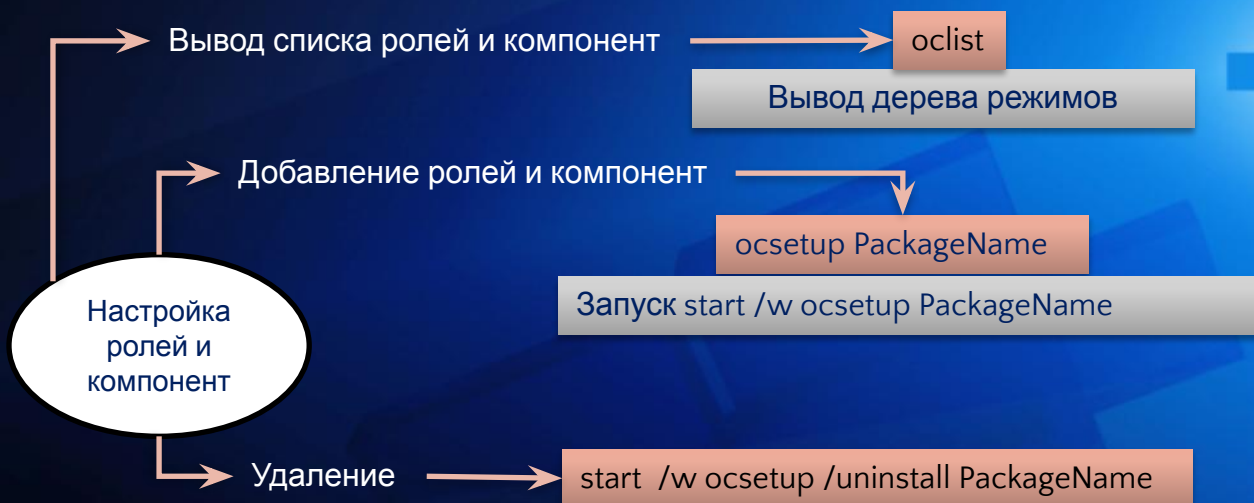 Вывод списка ролей и компонент
oclist
Вывод дерева режимов
Добавление ролей и компонент
ocsetup PackageName
Запуск start /w ocsetup PackageName
Настройка
ролей и
компонент
Удаление
start /w ocsetup /uninstall PackageName